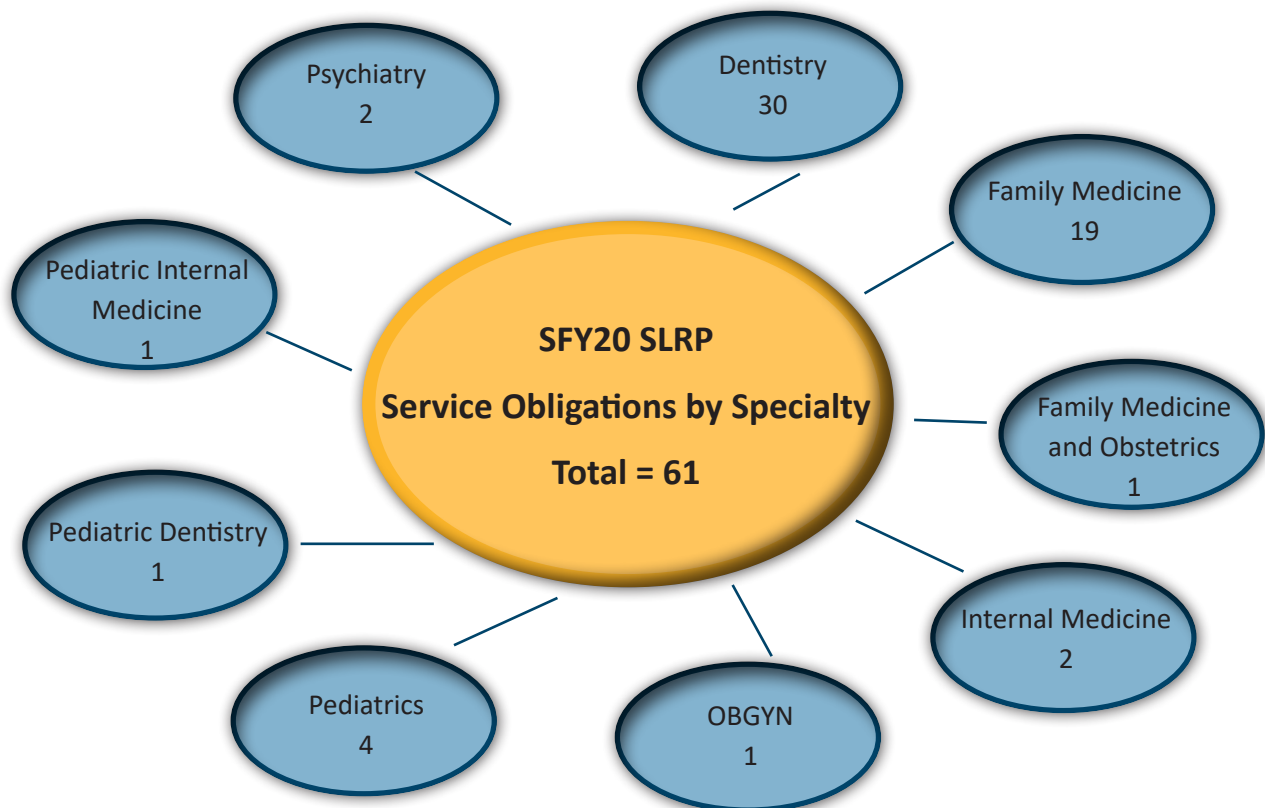 Psychiatry
2
Dentistry
30
Family Medicine
19
Pediatric Internal
Medicine
1
SFY20 SLRP
Service Obligations by Specialty
Total = 61
Family Medicine
and Obstetrics
1
Pediatric Dentistry
1
Internal Medicine
2
Pediatrics
4
OBGYN
1